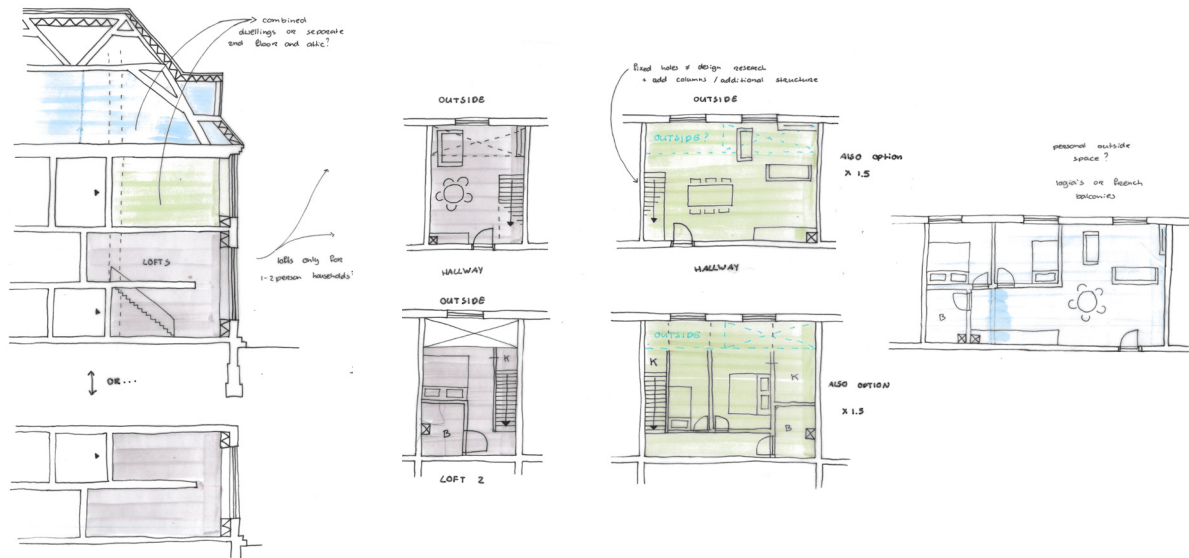 combined
dwellings or separate
2nd floor and attic?
LOFTS
lofts only for
1-2 person households?
OR...
OUTSIDE
HALLWAY
OUTSIDE
K
B
LOFT 2
fixed holes ≠ design research
+ add columns / additional structure
OUTSIDE
OUTSIDE?
ALSO OPTION
X 1.5
HALLWAY
OUTSIDE
K
K
B
ALSO OPTION
X 1.5
personal outside
space?
logia's or french
balconies
B